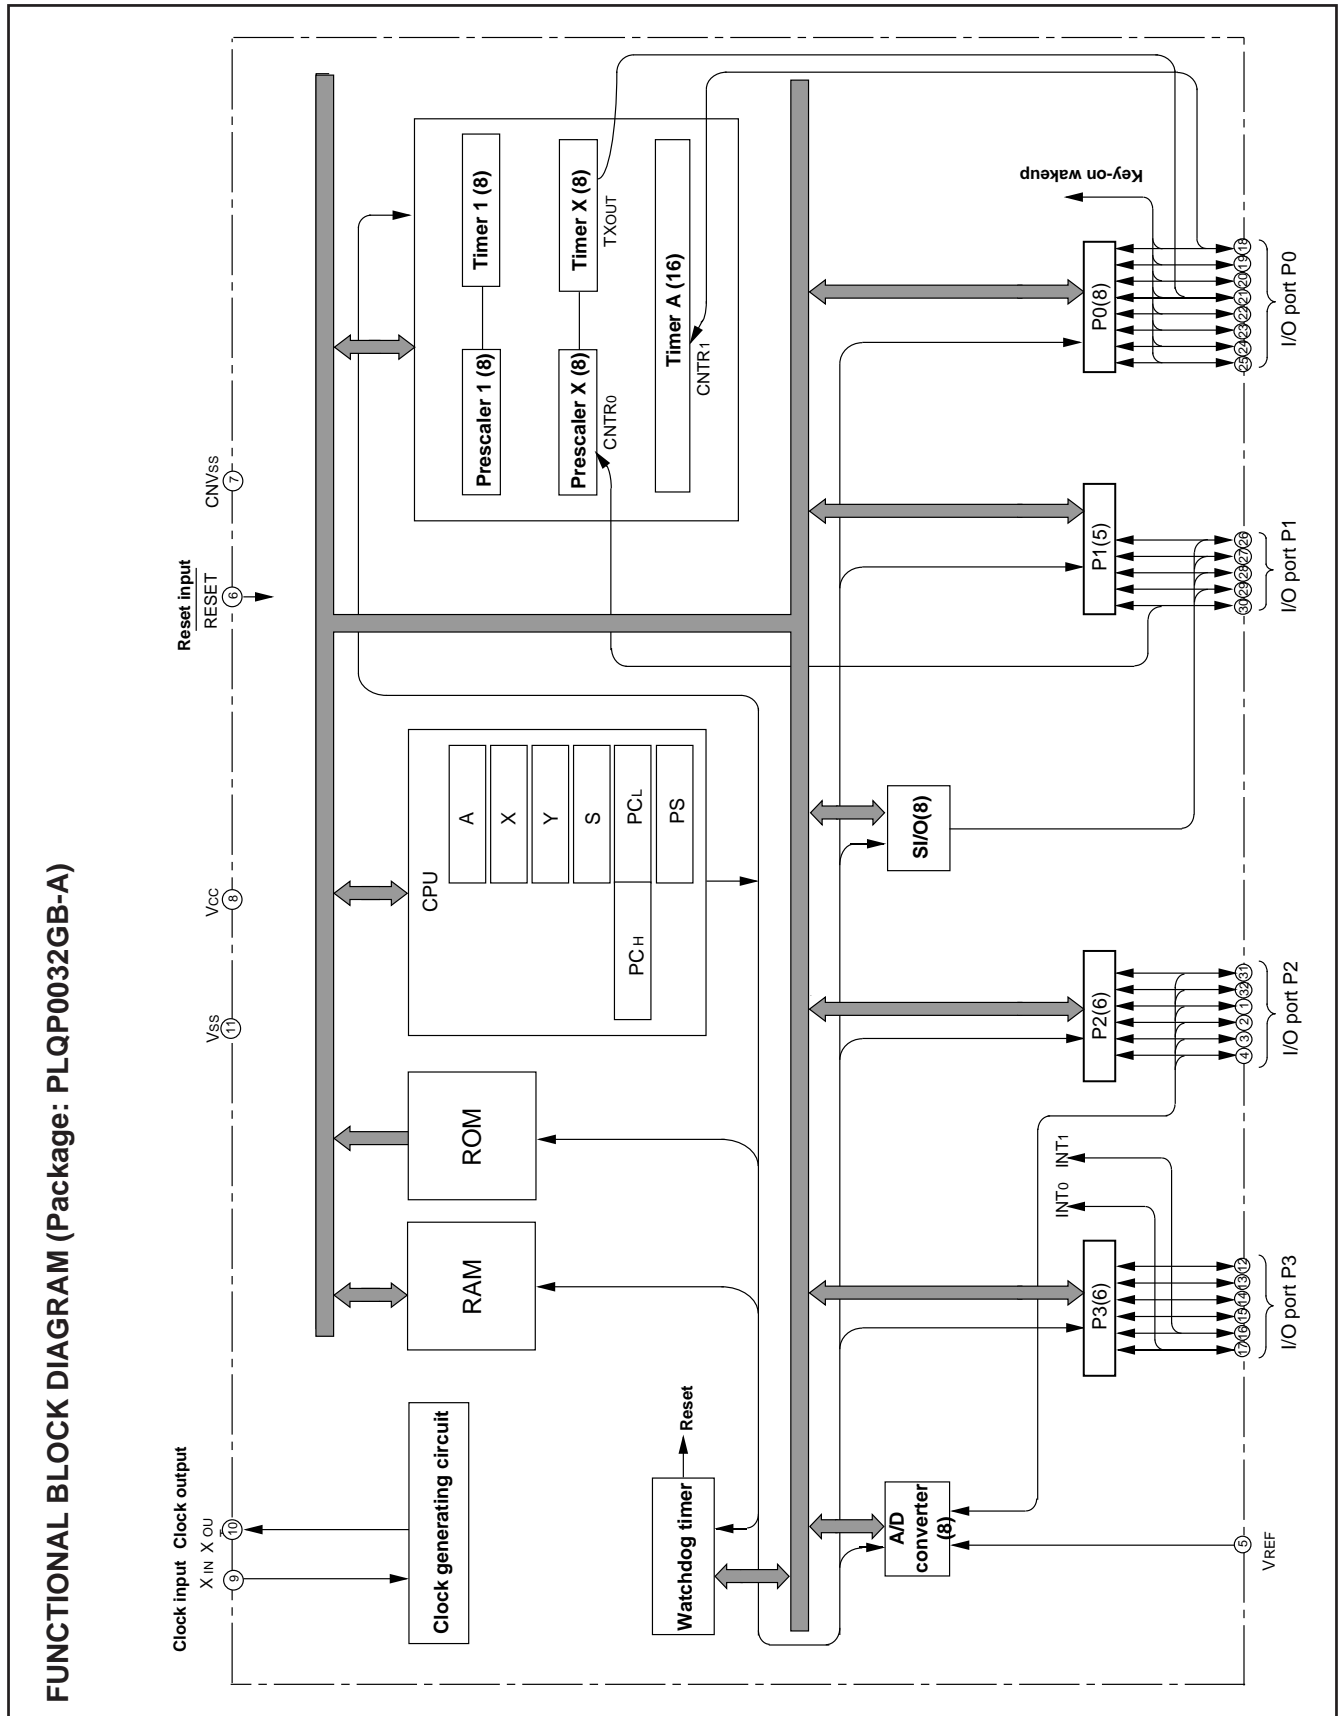 FUNCTIONAL BLOCK DIAGRAM (Package: PLQP0032GB-A)
Clock input Clock output
X IN X OU
T
9
10
VSS
11
VCC
8
Reset input
RESET
6
CNVSS
7
Clock generating circuit
RAM
ROM
CPU
A
X
Y
S
PCH
PCL
PS
Prescaler 1 (8)
Timer 1 (8)
Prescaler X (8)
Timer X (8)
CNTR0
TXOUT
Timer A (16)
CNTR1
Watchdog timer
Reset
A/D
converter
(8)
SI/O(8)
INT0
INT1
Key-on wakeup
P3(6)
P2(6)
P1(5)
P0(8)
5
VREF
17
16
15
14
13
12
I/O port P3
4
3
2
1
32
31
I/O port P2
30
29
28
27
26
I/O port P1
25
24
23
22
21
20
19
18
I/O port P0